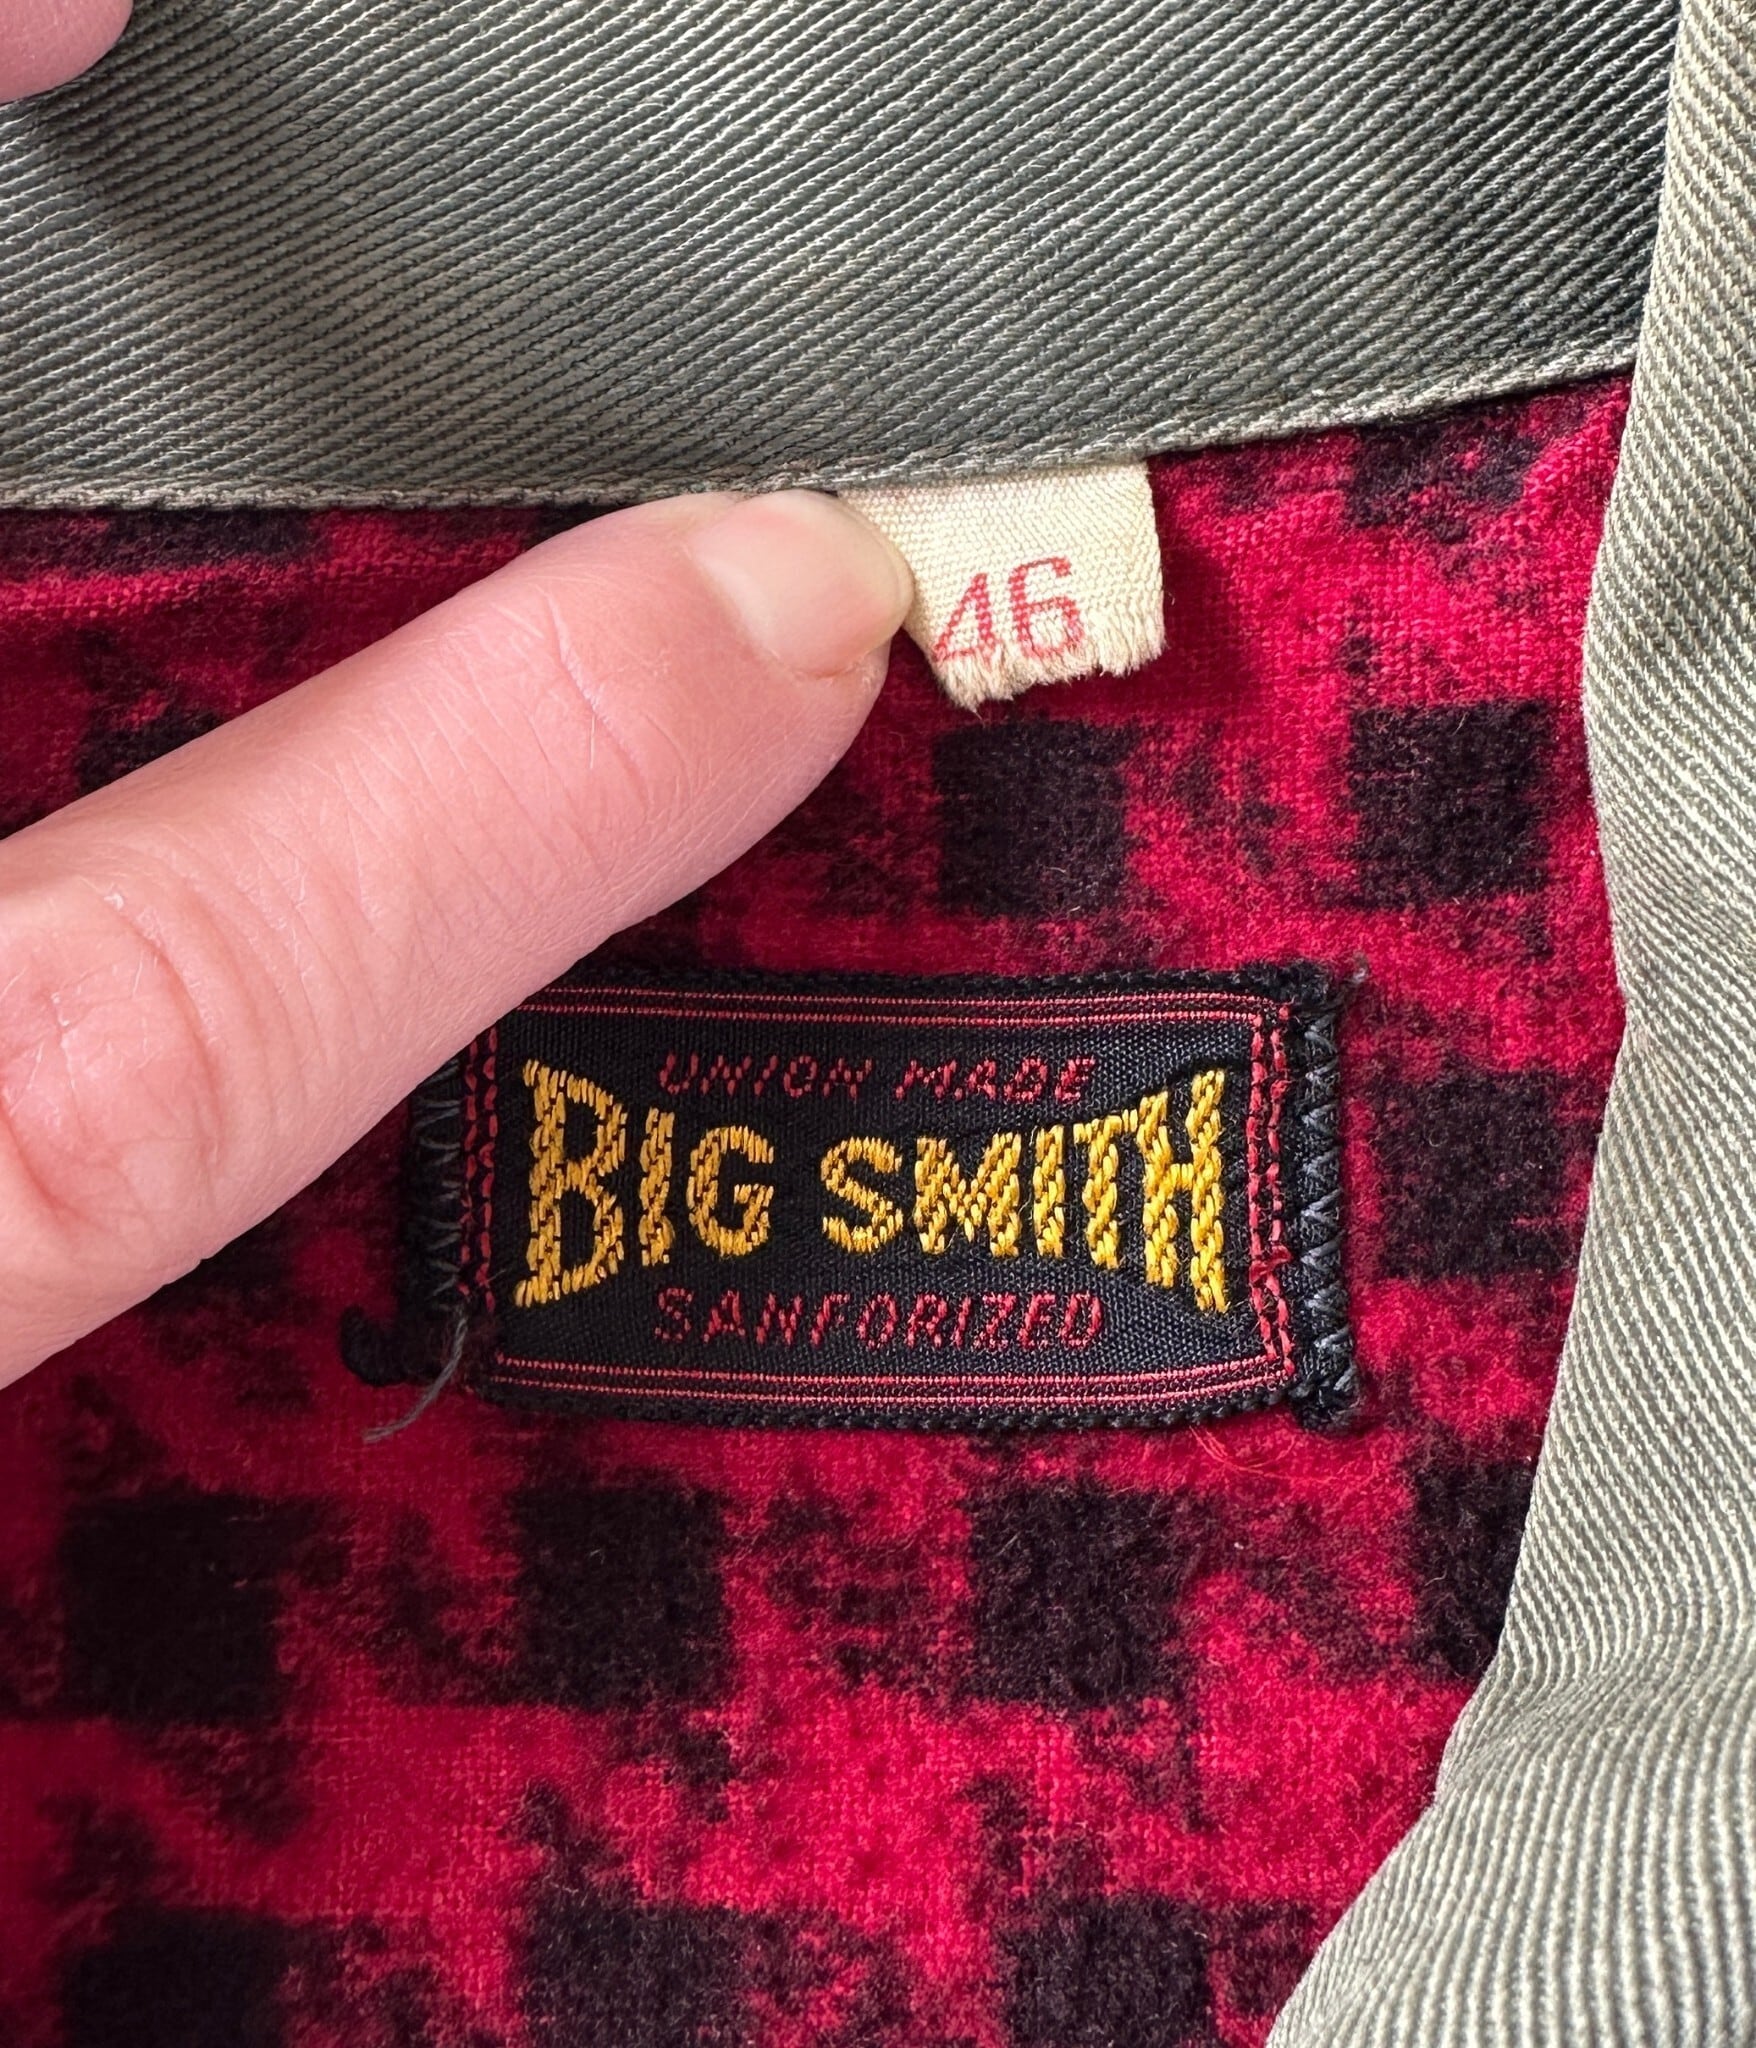 46
UNION MADE
BIG SMITH
SANFORIZED